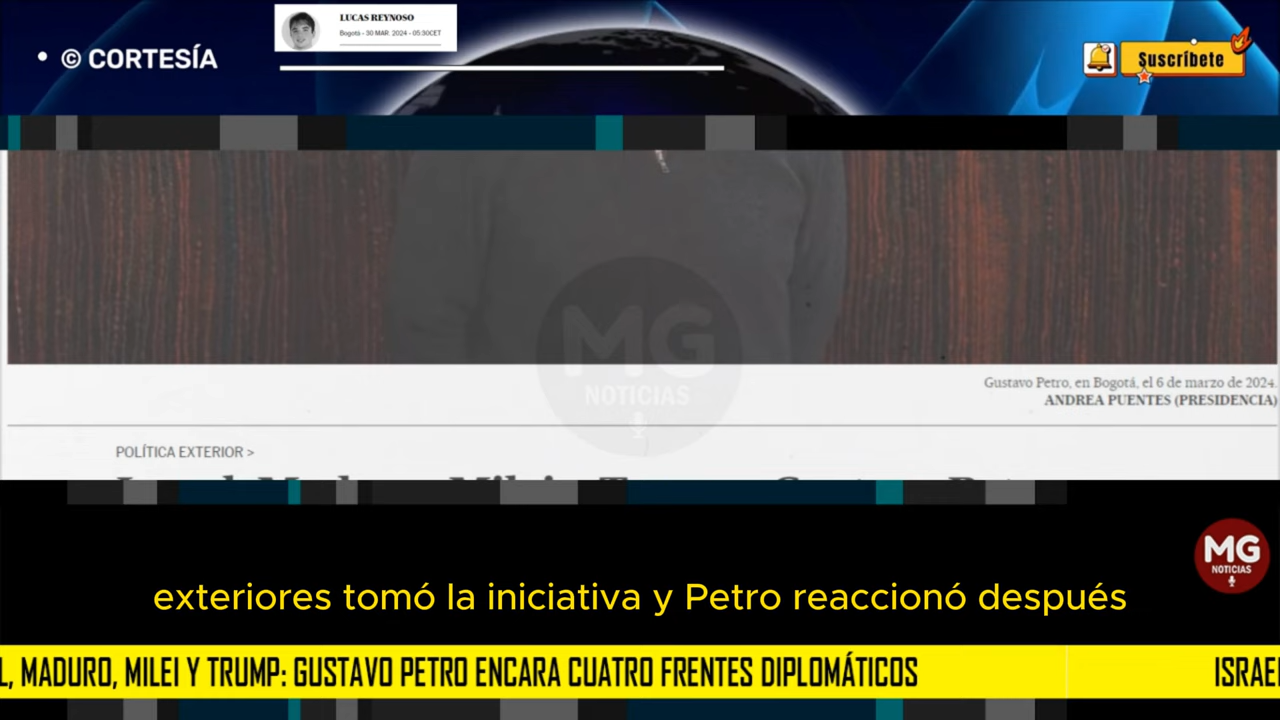 LUCAS REYNOSO
Bogotá - 30 MAR. 2024 - 05:30CET
• © CORTESÍA
Suscríbete
MG
NOTICIAS
Gustavo Petro, en Bogotá, el 6 de marzo de 2024.
ANDREA PUENTES (PRESIDENCIA)
POLÍTICA EXTERIOR >
MG
NOTICIAS
exteriores tomó la iniciativa y Petro reaccionó después
L, MADURO, MILEI Y TRUMP: GUSTAVO PETRO ENCARA CUATRO FRENTES DIPLOMÁTICOS ISRAE